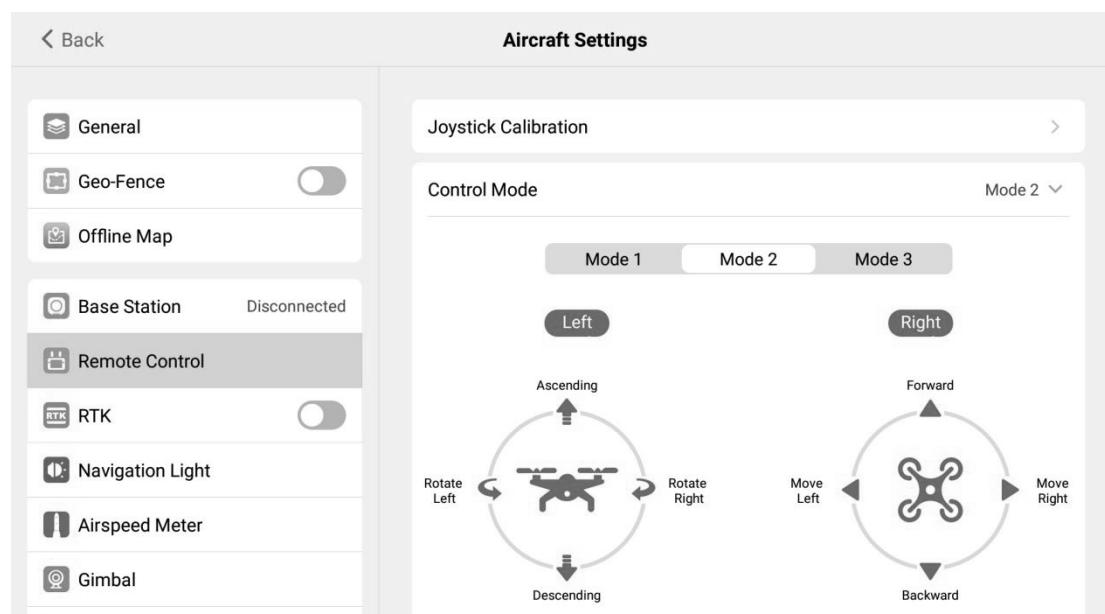 Back
Aircraft Settings
General
Geo-Fence
Offline Map
Base Station Disconnected
Remote Control
RTK RTK
Navigation Light
Airspeed Meter
Gimbal
Joystick Calibration
Control Mode Mode 2
Mode 1 Mode 2 Mode 3
Left
Ascending
Rotate
Left
Rotate
Right
Descending
Right
Forward
Move
Left
Move
Right
Backward